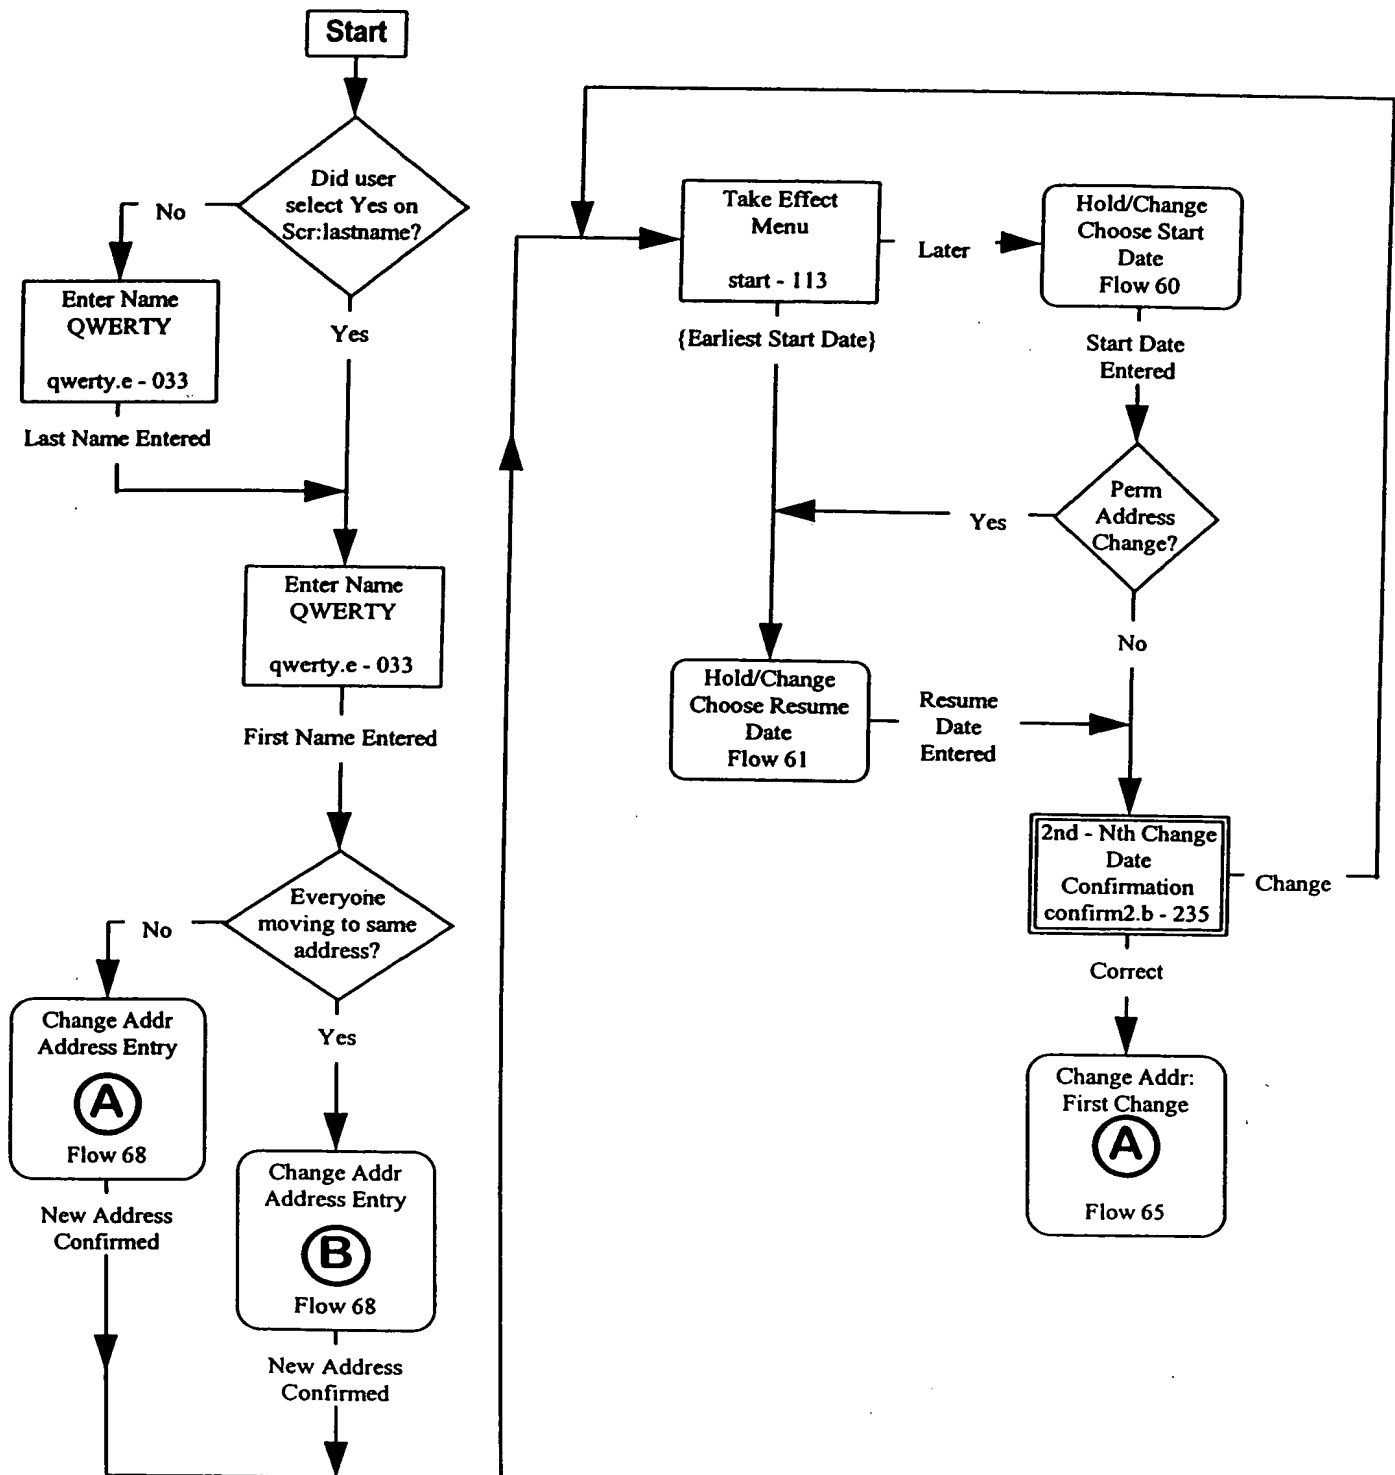 Start
Did user
select Yes on
Scr:lastname?
No
Yes
Enter Name
QWERTY
qwerty.e - 033
Last Name Entered
Enter Name
QWERTY
qwerty.e - 033
First Name Entered
Everyone
moving to same
address?
No
Yes
Change Addr
Address Entry
A
Flow 68
New Address
Confirmed
Change Addr
Address Entry
B
Flow 68
New Address
Confirmed
Take Effect
Menu
start - 113
Later
{Earliest Start Date}
Hold/Change
Choose Start
Date
Flow 60
Start Date
Entered
Perm
Address
Change?
Yes
No
Hold/Change
Choose Resume
Date
Flow 61
Resume
Date
Entered
2nd - Nth Change
Date
Confirmation
confirm2.b - 235
Change
Correct
Change Addr:
First Change
A
Flow 65